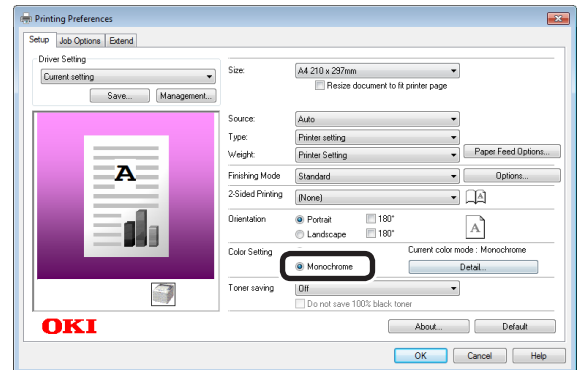 Printing Preferences
Setup Job Options Extend
Driver Setting
Current setting
Save... Management...
Size: A4 210 x 297mm
Resize document to fit printer page
Source: Auto
Type: Printer setting
Weight: Printer Setting Paper Feed Options...
Finishing Mode Standard Options...
2-Sided Printing (None)
Orientation Portrait 180°
Landscape 180°
Color Setting Current color mode : Monochrome
Monochrome Detail...
Toner saving Off
Do not save 100% black toner
A
A
A
OKI
About... Default
OK Cancel Help